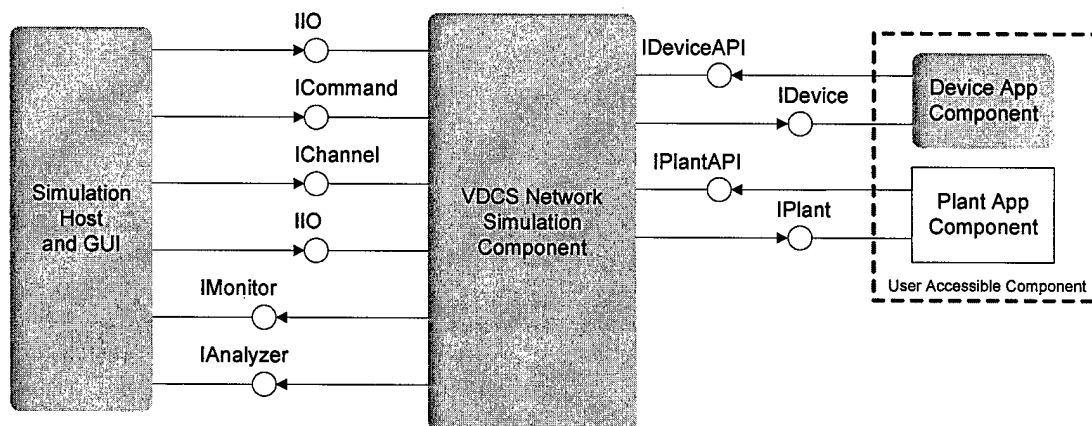 IIO
ICommand
IChannel
IIO
IMonitor
IAnalyzer
Simulation
Host
and GUI
VDCS Network
Simulation
Component
IDeviceAPI
IDevice
IPlantAPI
IPlant
Device App
Component
Plant App
Component
User Accessible Component